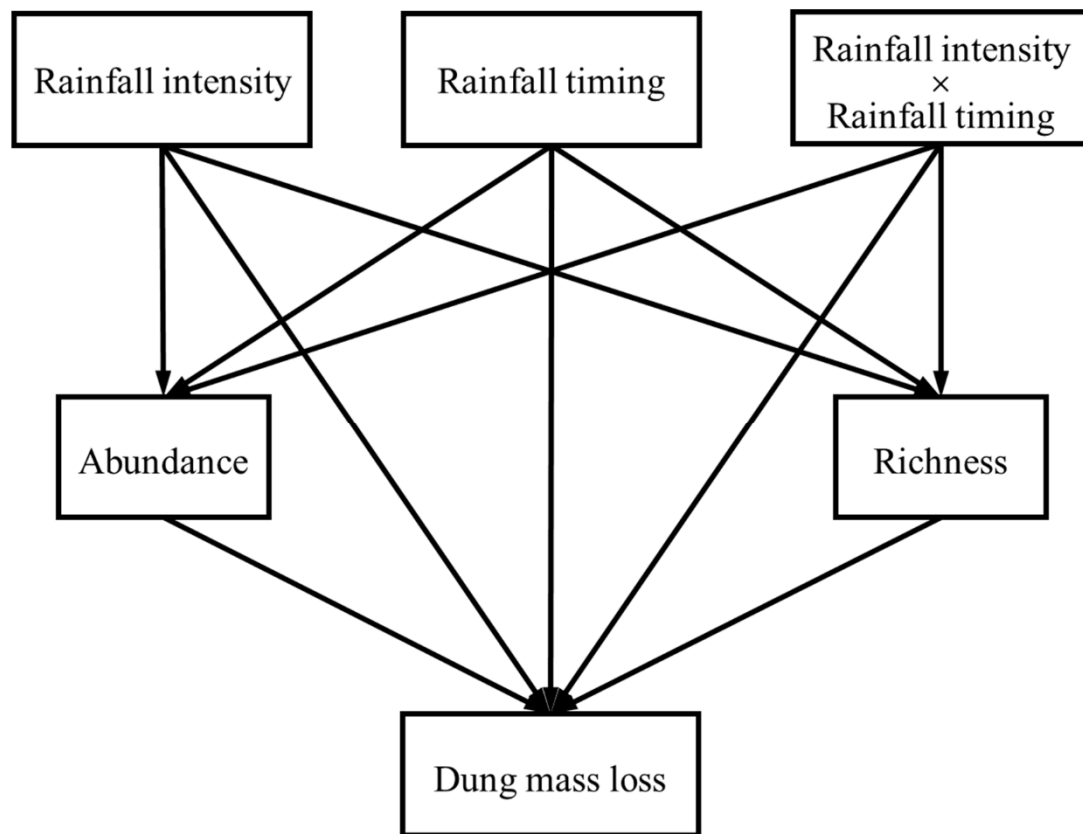 Rainfall intensity
Rainfall timing
Rainfall intensity
×
Rainfall timing
Abundance
Richness
Dung mass loss